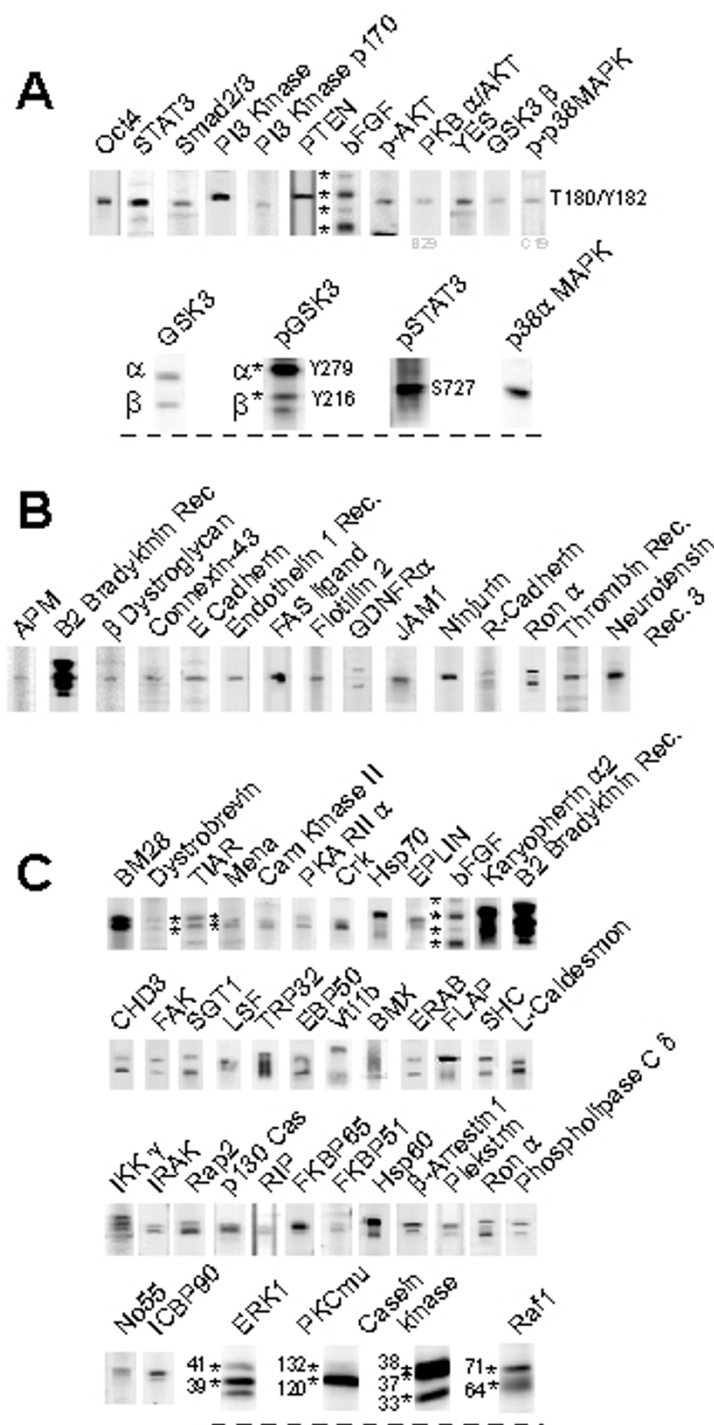 A
Oct4 STAT3 Smad2/3 PI3 Kinase PI3 Kinase p170 PTEN bFGF p-AKT PKB α/AKT YES GSK3 β p-p38MAPK
* * * *
T180/Y182
B29 C19
GSK3 pGSK3 pSTAT3 p38α MAPK
α α* Y279
S727
β β* Y216
B
APM B2 Bradykinin Rec β Dystroglycan Connexin-43 E Cadherin Endothelin 1 Rec. FAS ligand Flotillin 2 GDNFRα JAM1 Ninjurin R-Cadherin Ron α Thrombin Rec. Neurotensin Rec. 3
C
BM28 Dystrobrevin TIAR Mena Cam Kinase II PKA RII α Crk Hsp70 EPLIN bFGF Karyopherin α2 B2 Bradykinin Rec.
* * * * * * * *
CHD3 FAK SGT1 LSF TRP32 EBP50 Vti1b BMX ERAB FLAP SHC L-Caldesmon
IKK γ IRAK Rap2 p130 Cas RIP FKBP65 FKBP51 Hsp60 β-Arrestin 1 Plekstrin Ron α Phospholipase C δ
No55 ICBP90 ERK1 PKCmu Casein kinase Raf1
41* 132* 38* 71*
39* 120* 37* 64*
33*